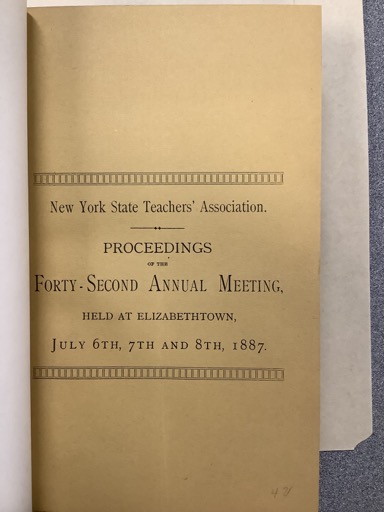 New York State Teachers' Association.
PROCEEDINGS
OF THE
FORTY-SECOND ANNUAL MEETING,
HELD AT ELIZABETHTOWN,
JULY 6TH, 7TH AND 8TH, 1887.